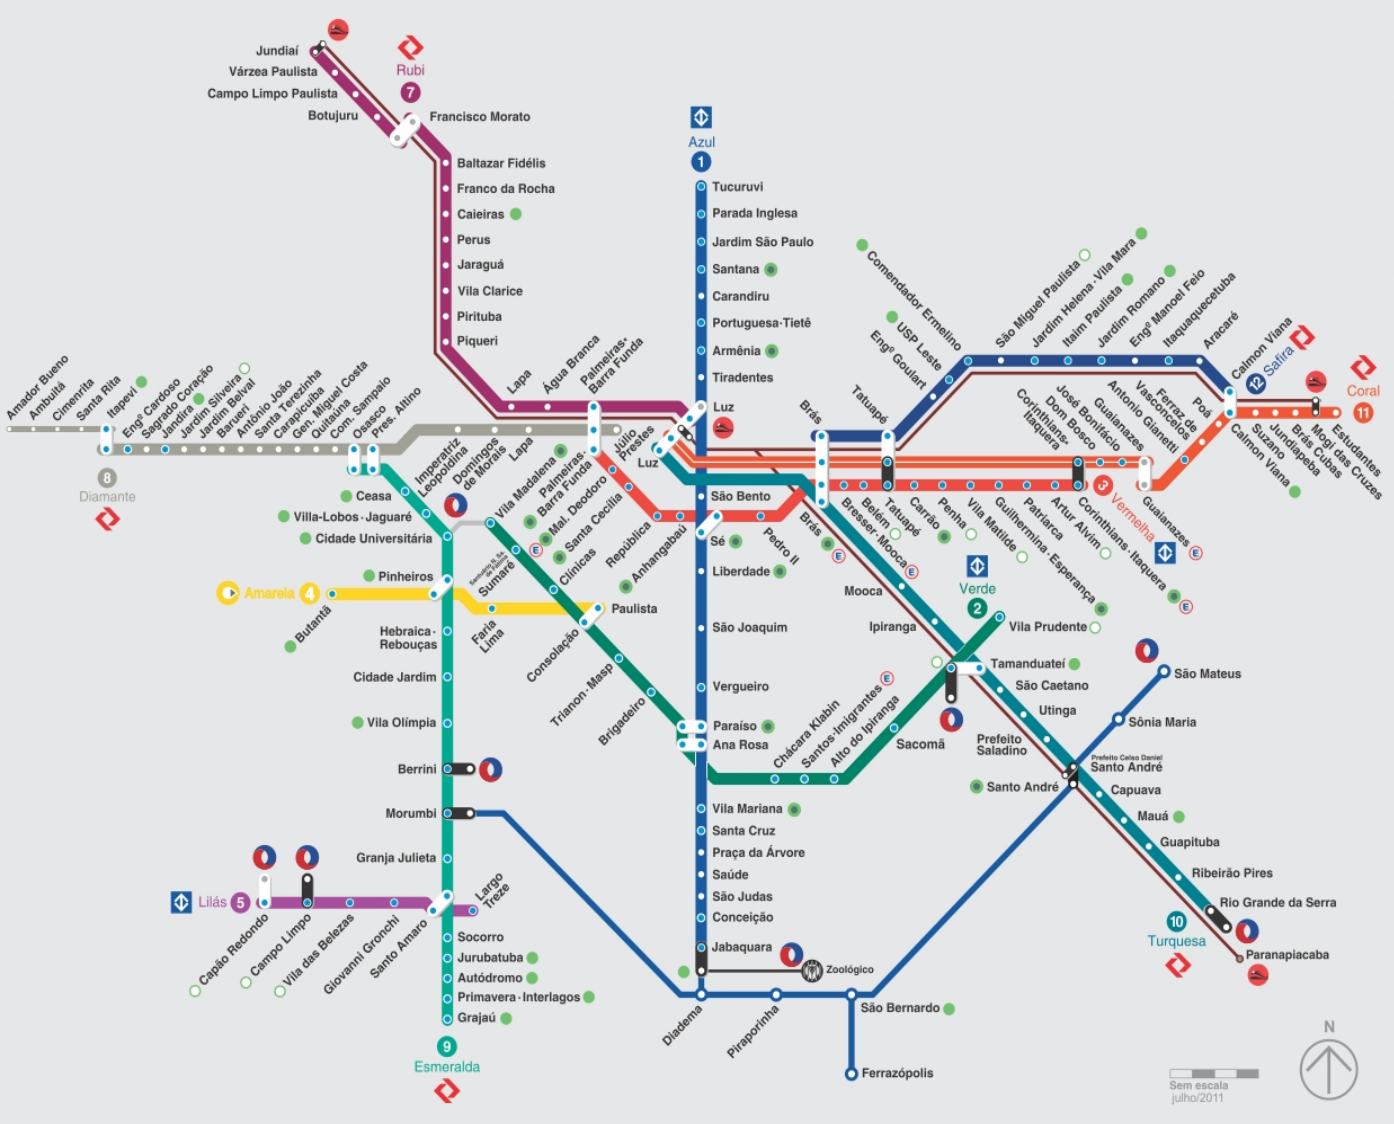 Jundiaí
Várzea Paulista
Campo Limpo Paulista
Botujuru
Rubi
7
Francisco Morato
Baltazar Fidélis
Franco da Rocha
Caieiras
Perus
Jaraguá
Vila Clarice
Pirituba
Piqueri
Lapa
Água Branca
Palmeiras-
Barra Funda
Luz
Azul
1
Tucuruvi
Parada Inglesa
Jardim São Paulo
Santana
Carandiru
Portuguesa-Tietê
Armênia
Tiradentes
São Bento
Sé
Liberdade
São Joaquim
Vergueiro
Paraíso
Ana Rosa
Vila Mariana
Santa Cruz
Praça da Árvore
Saúde
São Judas
Conceição
Jabaquara
Zoológico
Amador Bueno
Ambuitá
Cimenrita
Santa Rita
Itapevi
Engº Cardoso
Sagrado Coração
Jandira
Jardim Silveira
Jardim Belval
Barueri
Antônio João
Santa Terezinha
Carapicuíba
Gen. Miguel Costa
Quitaúna
Com. Sampaio
Osasco
Pres. Altino
Imperatriz
Leopoldina
Domingos
de Morais
Lapa
Júlio
Prestes
Luz
8
Diamante
Ceasa
Villa-Lobos-Jaguaré
Cidade Universitária
Pinheiros
Hebraica-
Rebouças
Cidade Jardim
Vila Olímpia
Berrini
Morumbi
Granja Julieta
Santo Amaro
Socorro
Jurubatuba
Autódromo
Primavera-Interlagos
Grajaú
9
Esmeralda
Amarela 4
Butantã
Faria
Lima
Paulista
Vila Madalena
Santuário N. Sª.
de Fátima
Sumaré
Clínicas
Consolação
Trianon-Masp
Brigadeiro
Chácara Klabin
Santos-Imigrantes
Alto do Ipiranga
Sacomã
Tamanduateí
Vila Prudente
Verde
2
Palmeiras-
Barra Funda
Mal. Deodoro
Santa Cecília
República
Anhangabaú
Pedro II
Brás
Bresser-Mooca
Belém
Tatuapé
Carrão
Penha
Vila Matilde
Guilhermina-Esperança
Patriarca
Artur Alvim
Corinthians-Itaquera
3
Vermelha
Brás
Tatuapé
Engº Goulart
USP Leste
Comendador Ermelino
São Miguel Paulista
Jardim Helena-Vila Mara
Itaim Paulista
Jardim Romano
Engº Manoel Feio
Itaquaquecetuba
Aracaré
Calmon Viana
12 Safira
Corinthians-
Itaquera
Dom Bosco
José Bonifácio
Guaianazes
Guaianazes
Antonio Gianetti
Ferraz de
Vasconcelos
Poá
Calmon Viana
Suzano
Jundiapeba
Brás Cubas
Mogi das Cruzes
Estudantes
Coral
11
Mooca
Ipiranga
São Caetano
Utinga
Prefeito
Saladino
Prefeito Celso Daniel
Santo André
Santo André
Capuava
Mauá
Guapituba
Ribeirão Pires
Rio Grande da Serra
Paranapiacaba
10
Turquesa
São Mateus
Sônia Maria
Diadema
Piraporinha
São Bernardo
Ferrazópolis
Lilás 5
Capão Redondo
Campo Limpo
Vila das Belezas
Giovanni Gronchi
Largo
Treze
E
E
E
E
E
E
N
Sem escala
julho/2011